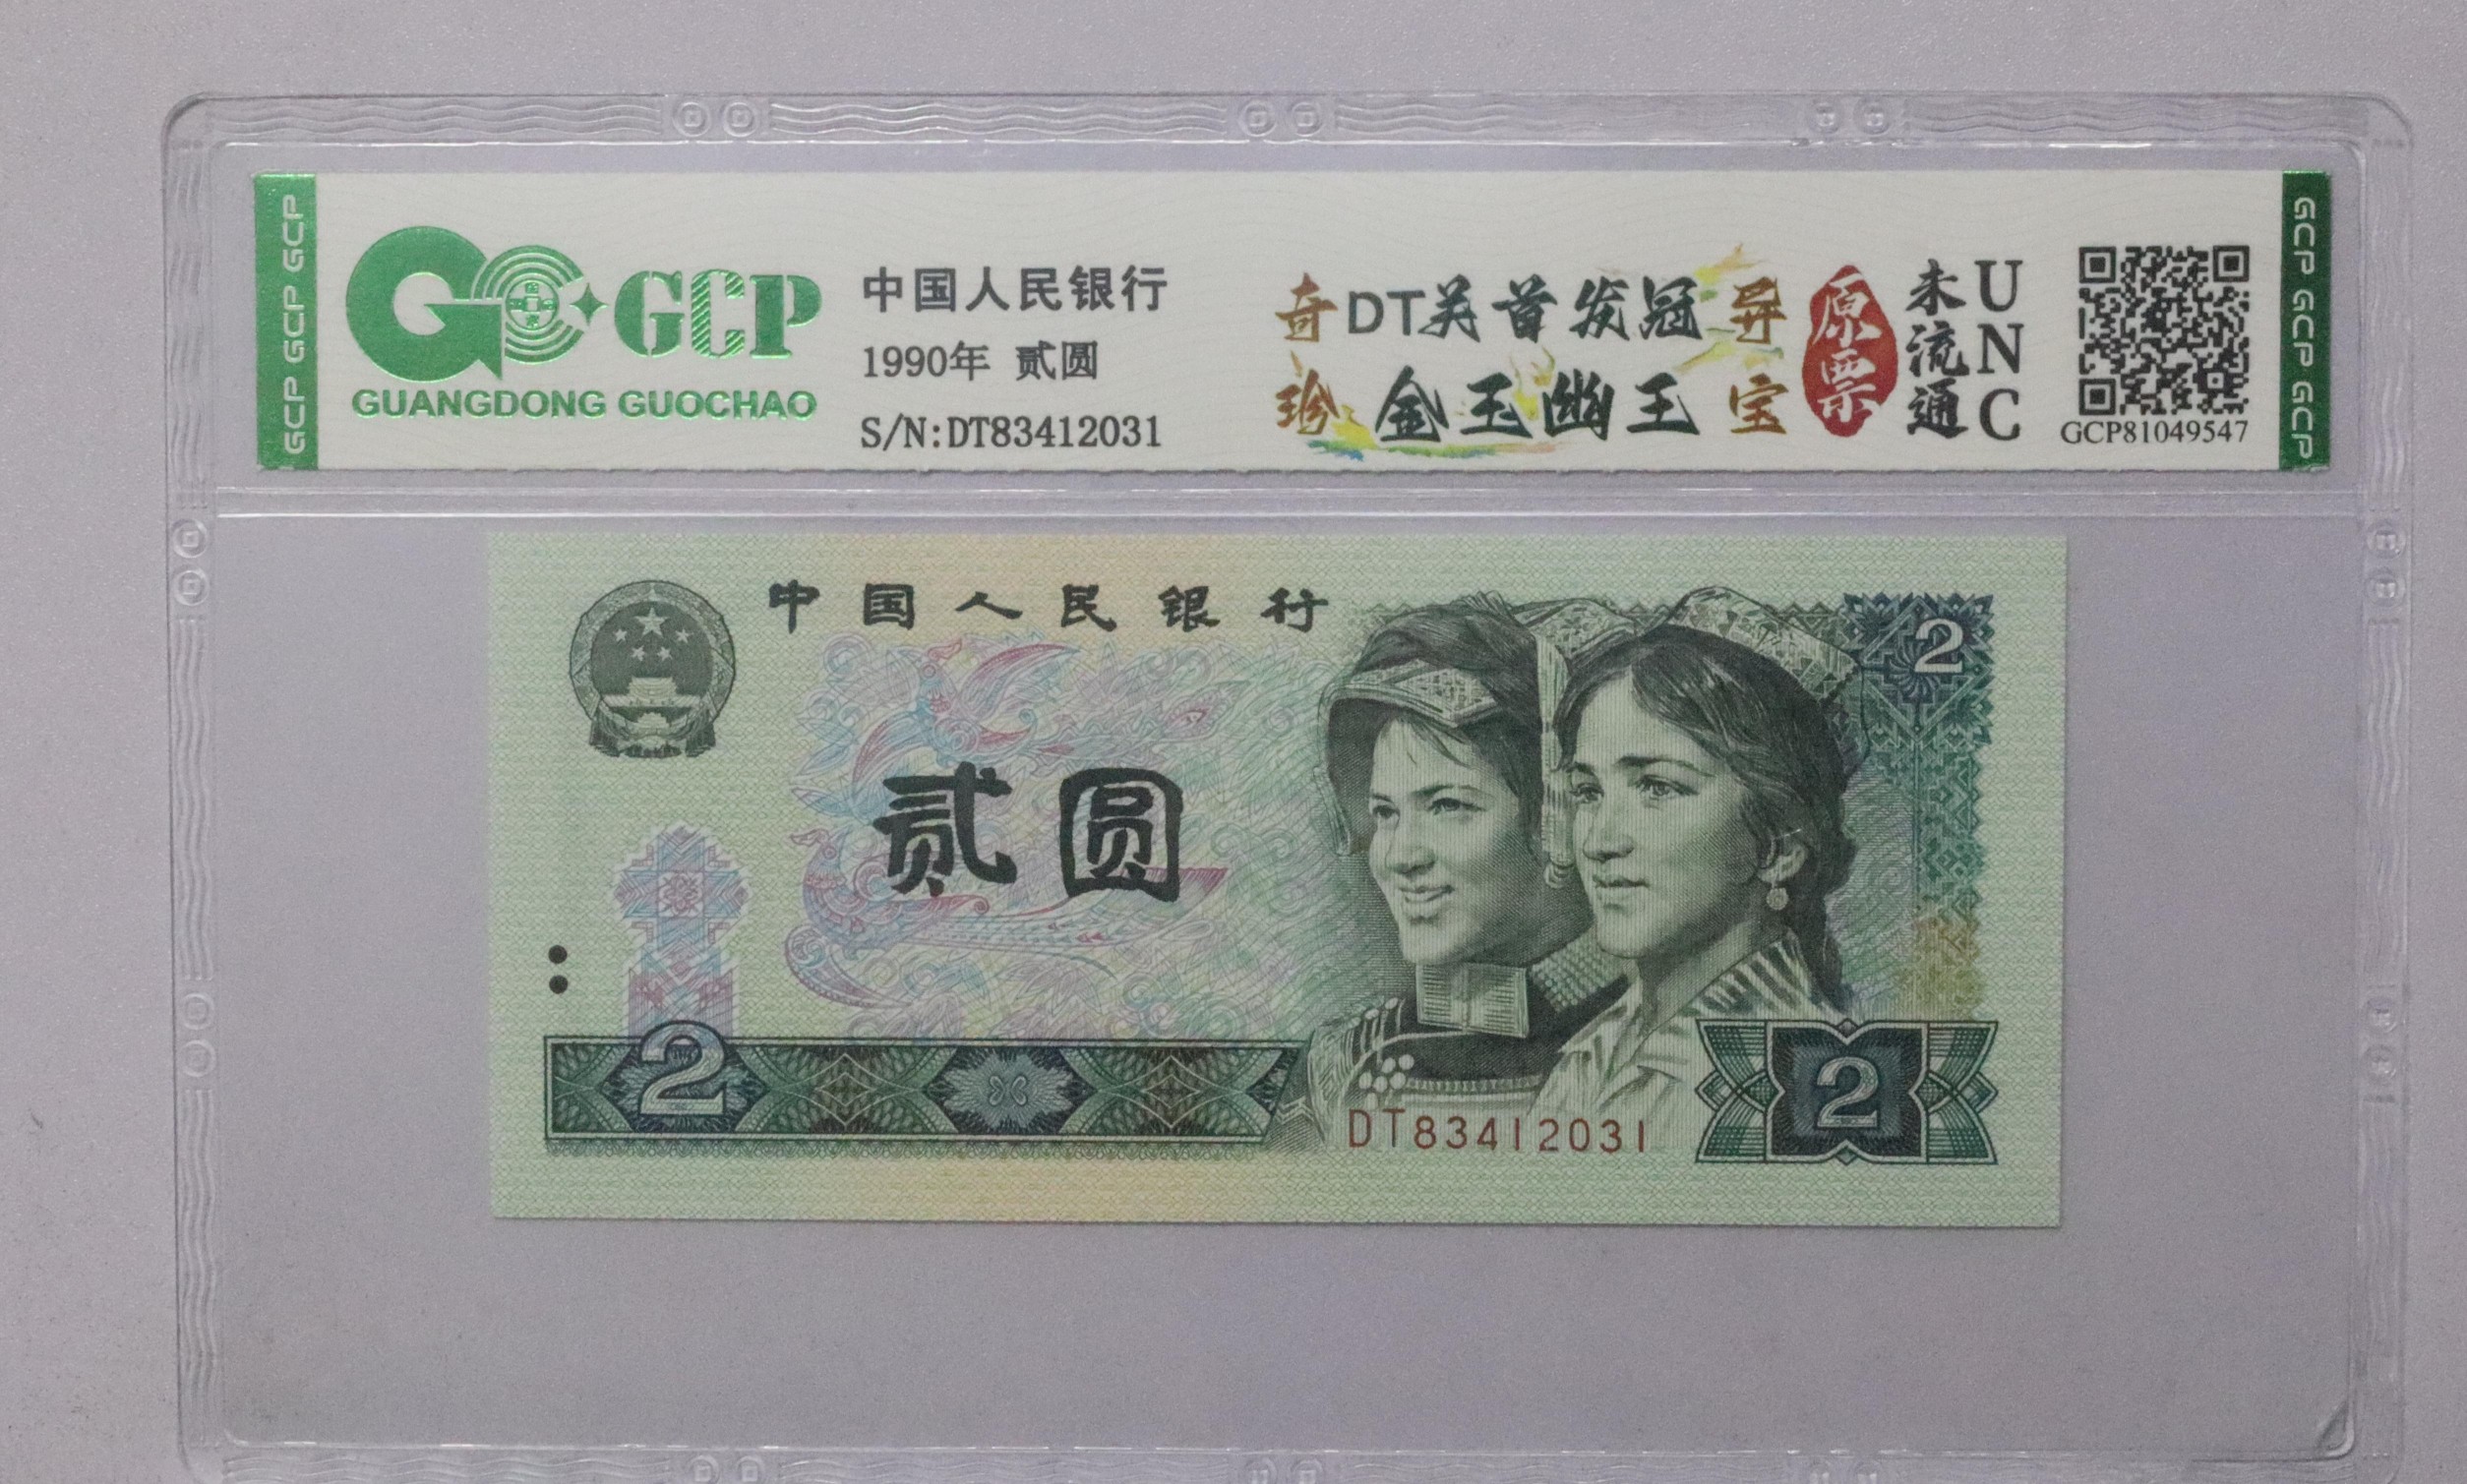 GCP GCP GCP
GCP
GUANGDONG GUOCHAO
中国人民银行
1990年 贰圆
S/N:DT83412031
奇DT关首发冠异
珍金玉幽王宝
原票
未流通
UNC
GCP81049547
GCP GCP GCP
中国人民银行
2
贰圆
2
2
DT83412031